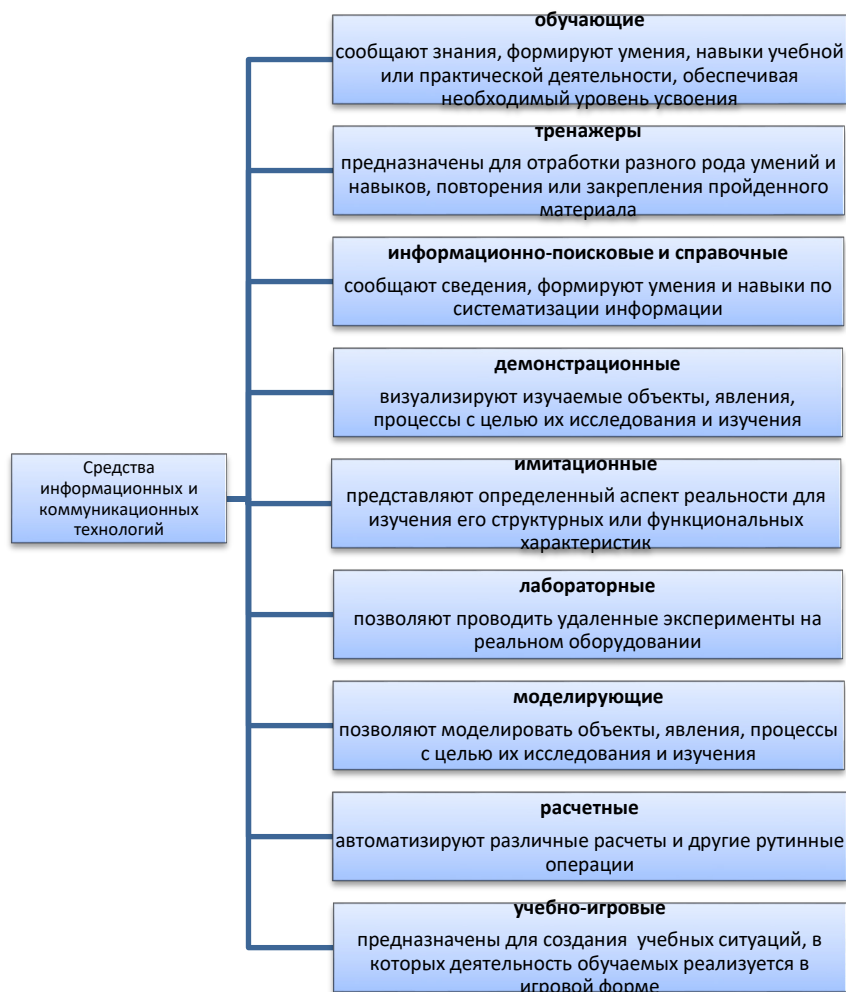 обучающие
сообщают знания, формируют умения, навыки учебной
или практической деятельности, обеспечивая
необходимый уровень усвоения
тренажеры
предназначены для отработки разного рода умений и
навыков, повторения или закрепления пройденного
материала
информационно-поисковые и справочные
сообщают сведения, формируют умения и навыки по
систематизации информации
демонстрационные
визуализируют изучаемые объекты, явления,
процессы с целью их исследования и изучения
Средства
информационных и
коммуникационных
технологий
имитационные
представляют определенный аспект реальности для
изучения его структурных или функциональных
характеристик
лабораторные
позволяют проводить удаленные эксперименты на
реальном оборудовании
моделирующие
позволяют моделировать объекты, явления, процессы
с целью их исследования и изучения
расчетные
автоматизируют различные расчеты и другие рутинные
операции
учебно-игровые
предназначены для создания учебных ситуаций, в
которых деятельность обучаемых реализуется в
игровой форме